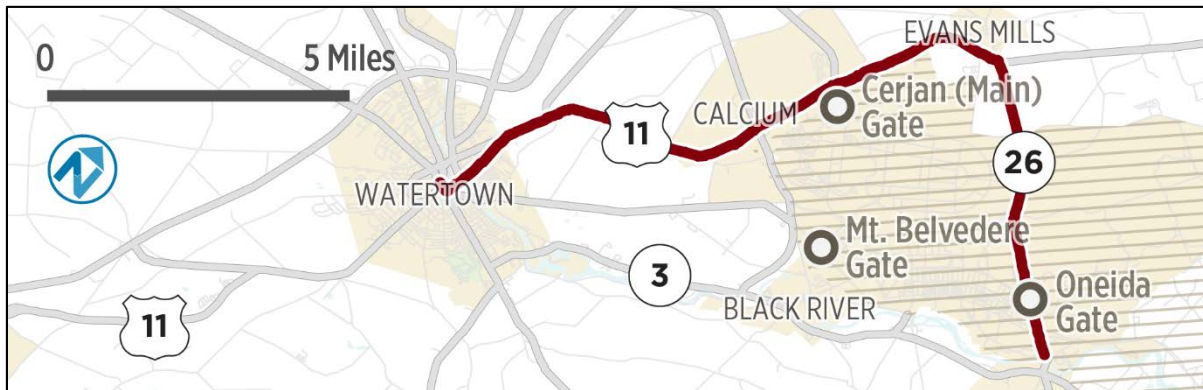 0
5 Miles
EVANS MILLS
Cerjan (Main)
Gate
CALCIUM
11
26
WATERTOWN
Mt. Belvedere
Gate
3
Oneida
Gate
BLACK RIVER
11